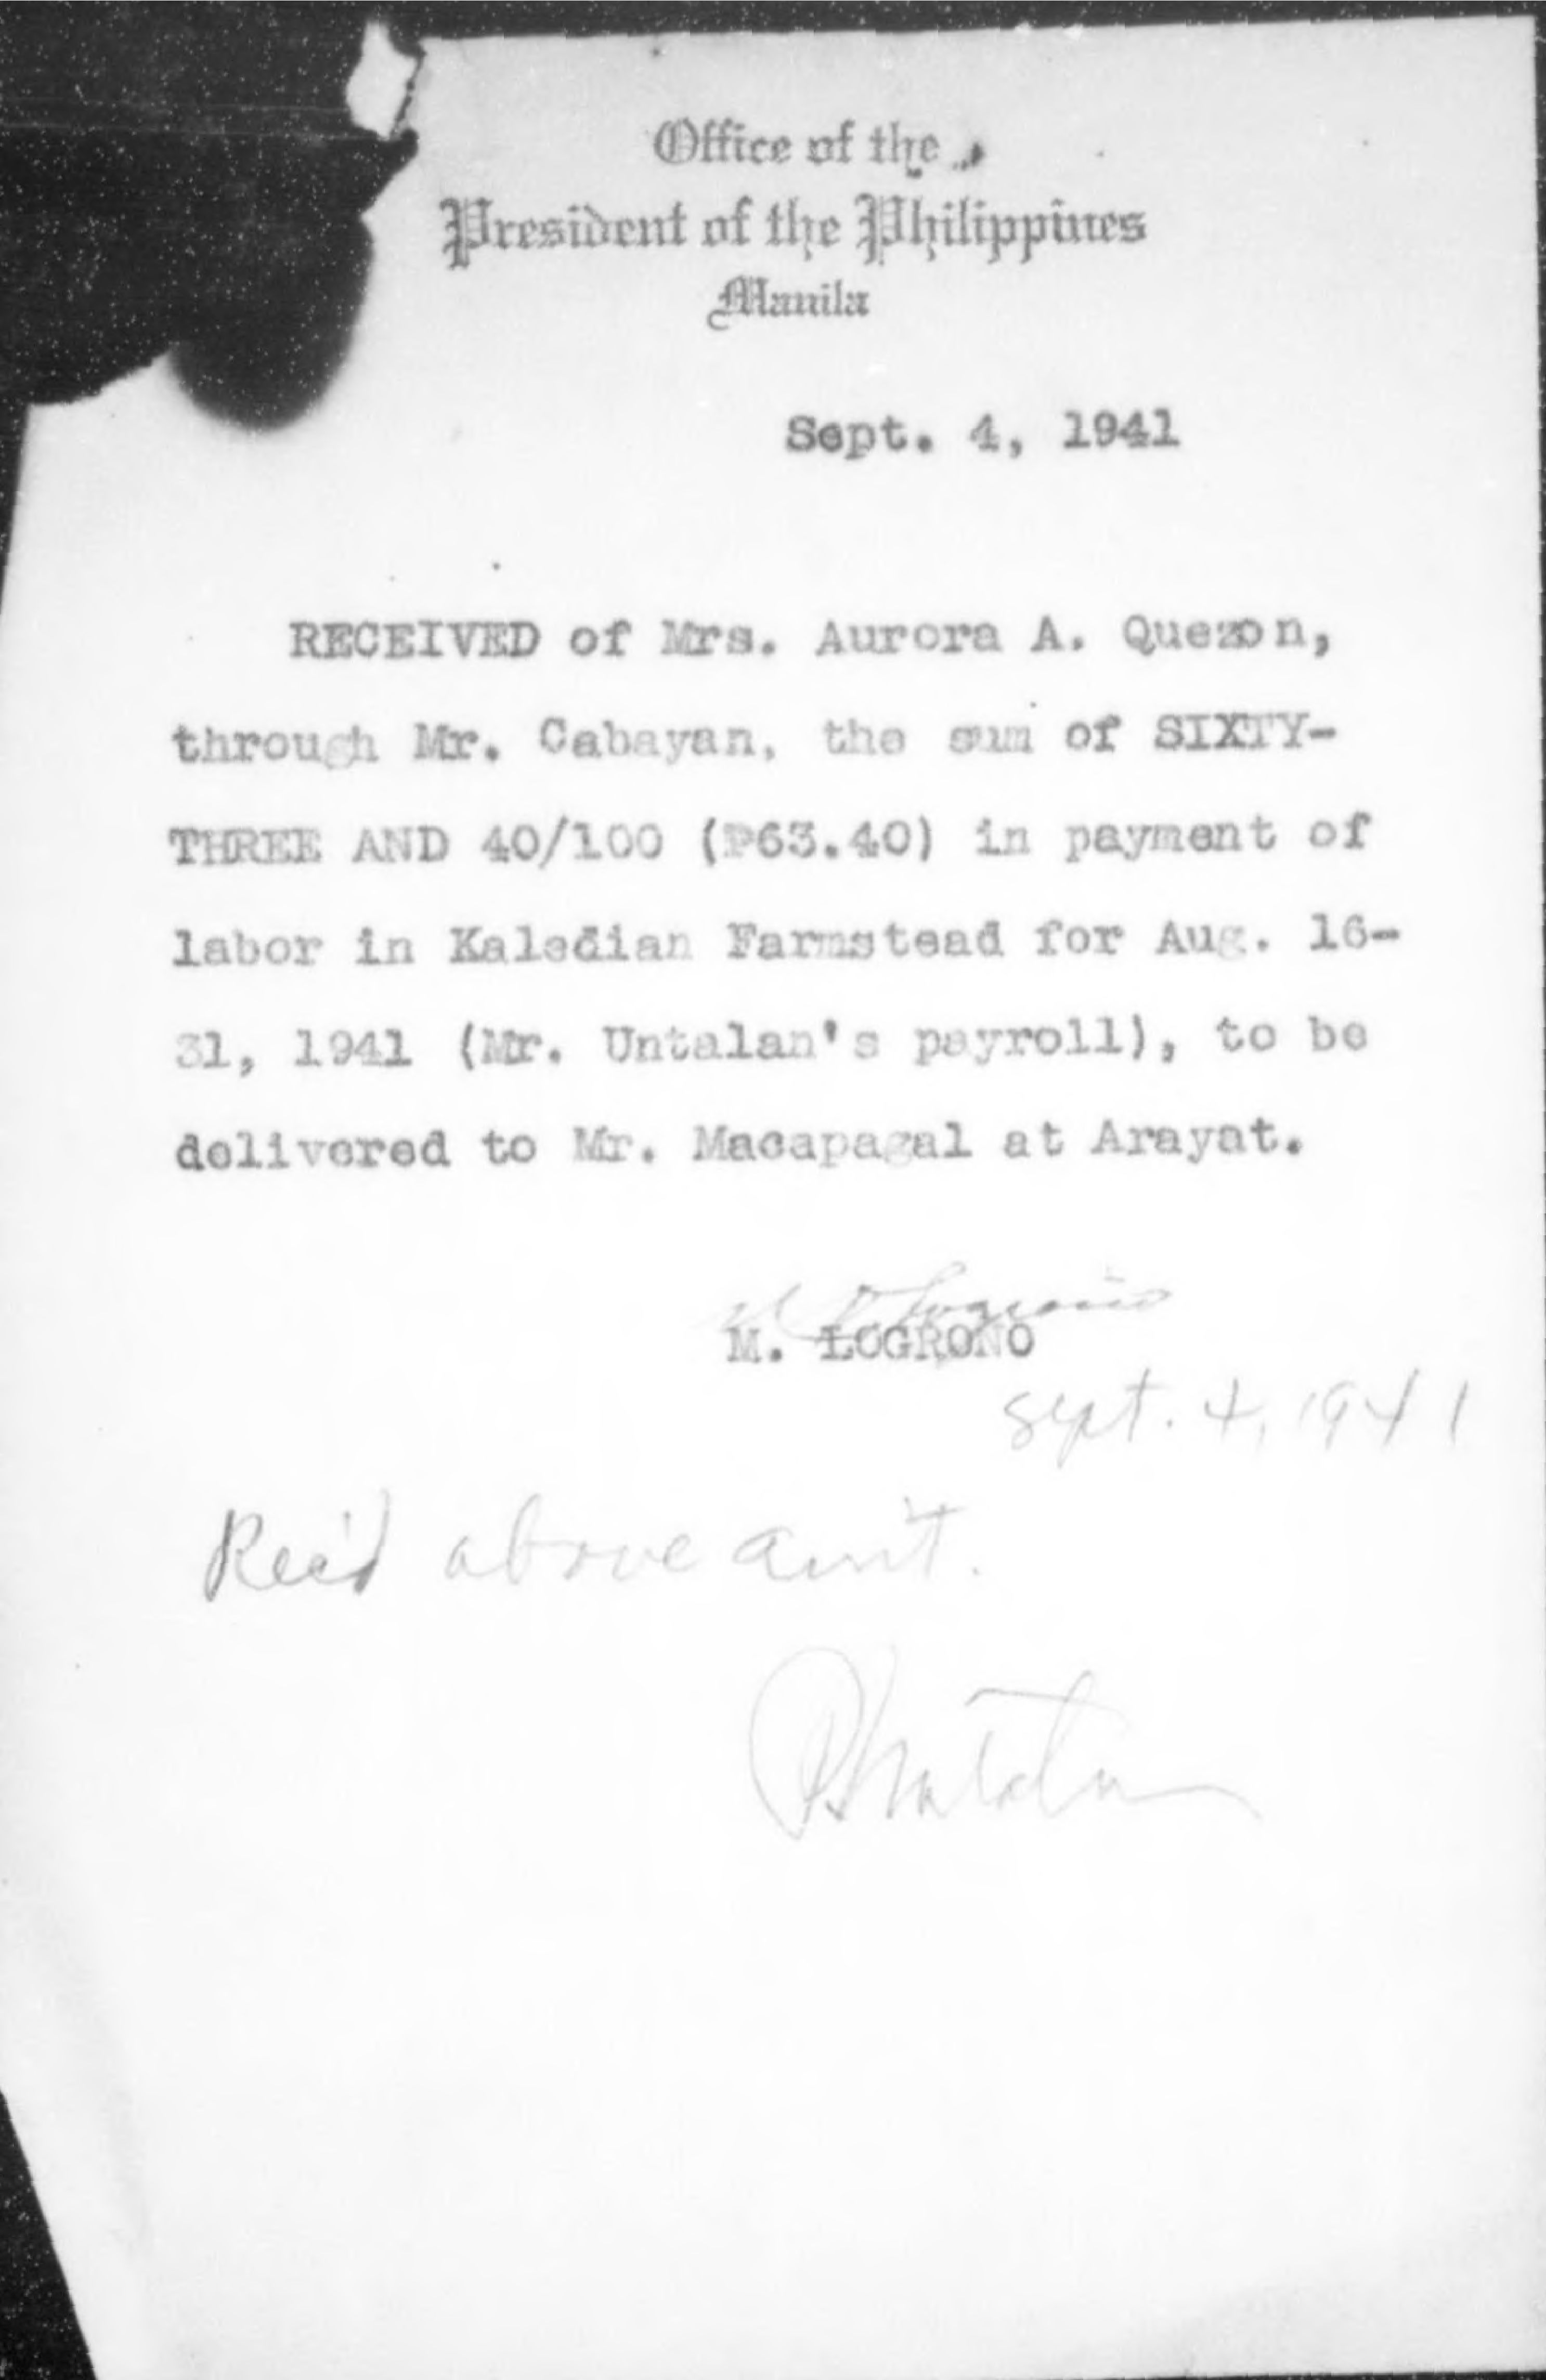 Office of the
President of the Philippines
Manila
Sept. 4, 1941
RECEIVED of Mrs. Aurora A. Quezon,
through Mr. Cabayan, the sum of SIXTY-
THREE AND 40/100 (₱63.40) in payment of
labor in Kaledian Farmstead for Aug. 16-
31, 1941 (Mr. Untalan's payroll), to be
delivered to Mr. Macapagal at Arayat.
M. LOGRONO
Sept. 4, 1941
Rec'd above am't.